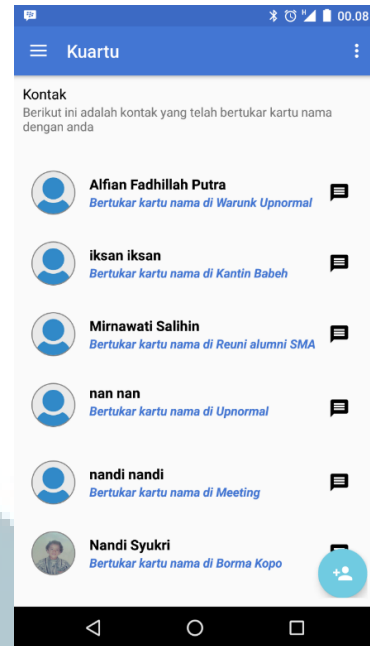 00.08
Kuartu
Kontak
Berikut ini adalah kontak yang telah bertukar kartu nama
dengan anda
Alfian Fadhillah Putra
Bertukar kartu nama di Warunk Upnormal
iksan iksan
Bertukar kartu nama di Kantin Babeh
Mirnawati Salihin
Bertukar kartu nama di Reuni alumni SMA
nan nan
Bertukar kartu nama di Upnormal
nandi nandi
Bertukar kartu nama di Meeting
Nandi Syukri
Bertukar kartu nama di Borma Kopo